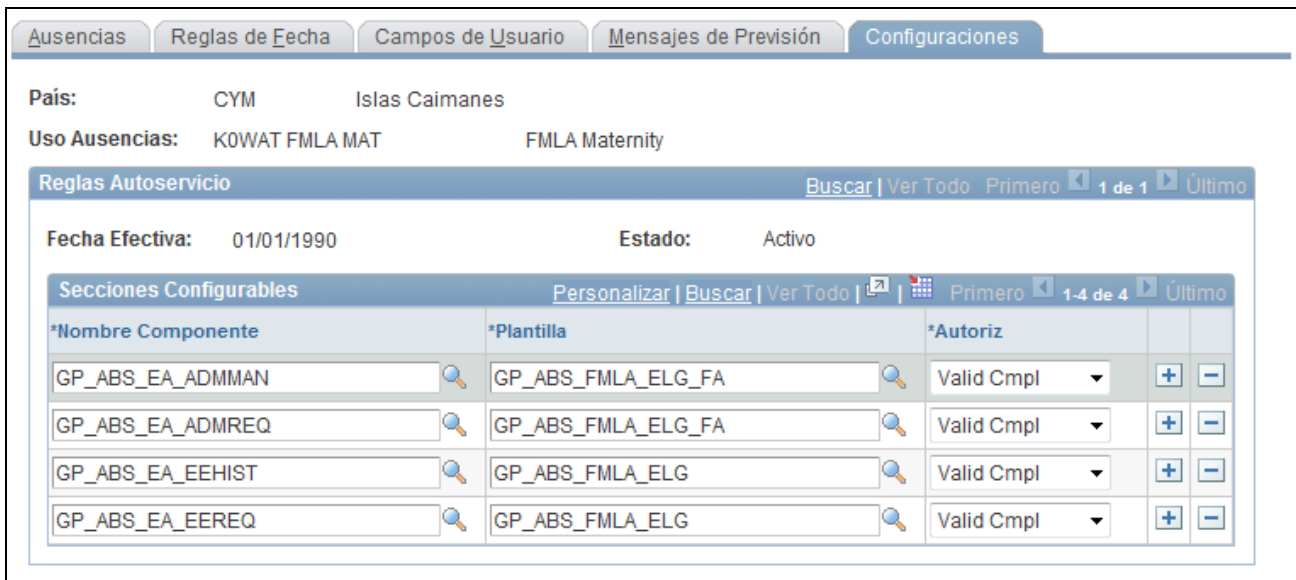 Ausencias Reglas de Fecha Campos de Usuario Mensajes de Previsión Configuraciones
País: CYM Islas Caimanes
Uso Ausencias: K0WAT FMLA MAT FMLA Maternity
Reglas Autoservicio Buscar | Ver Todo Primero 1 de 1 Último
Fecha Efectiva: 01/01/1990 Estado: Activo
Secciones Configurables Personalizar | Buscar | Ver Todo | | Primero 1-4 de 4 Último
*Nombre Componente *Plantilla *Autoriz
GP_ABS_EA_ADMMAN GP_ABS_FMLA_ELG_FA Valid Cmpl + -
GP_ABS_EA_ADMREQ GP_ABS_FMLA_ELG_FA Valid Cmpl + -
GP_ABS_EA_EEHIST GP_ABS_FMLA_ELG Valid Cmpl + -
GP_ABS_EA_EEREQ GP_ABS_FMLA_ELG Valid Cmpl + -